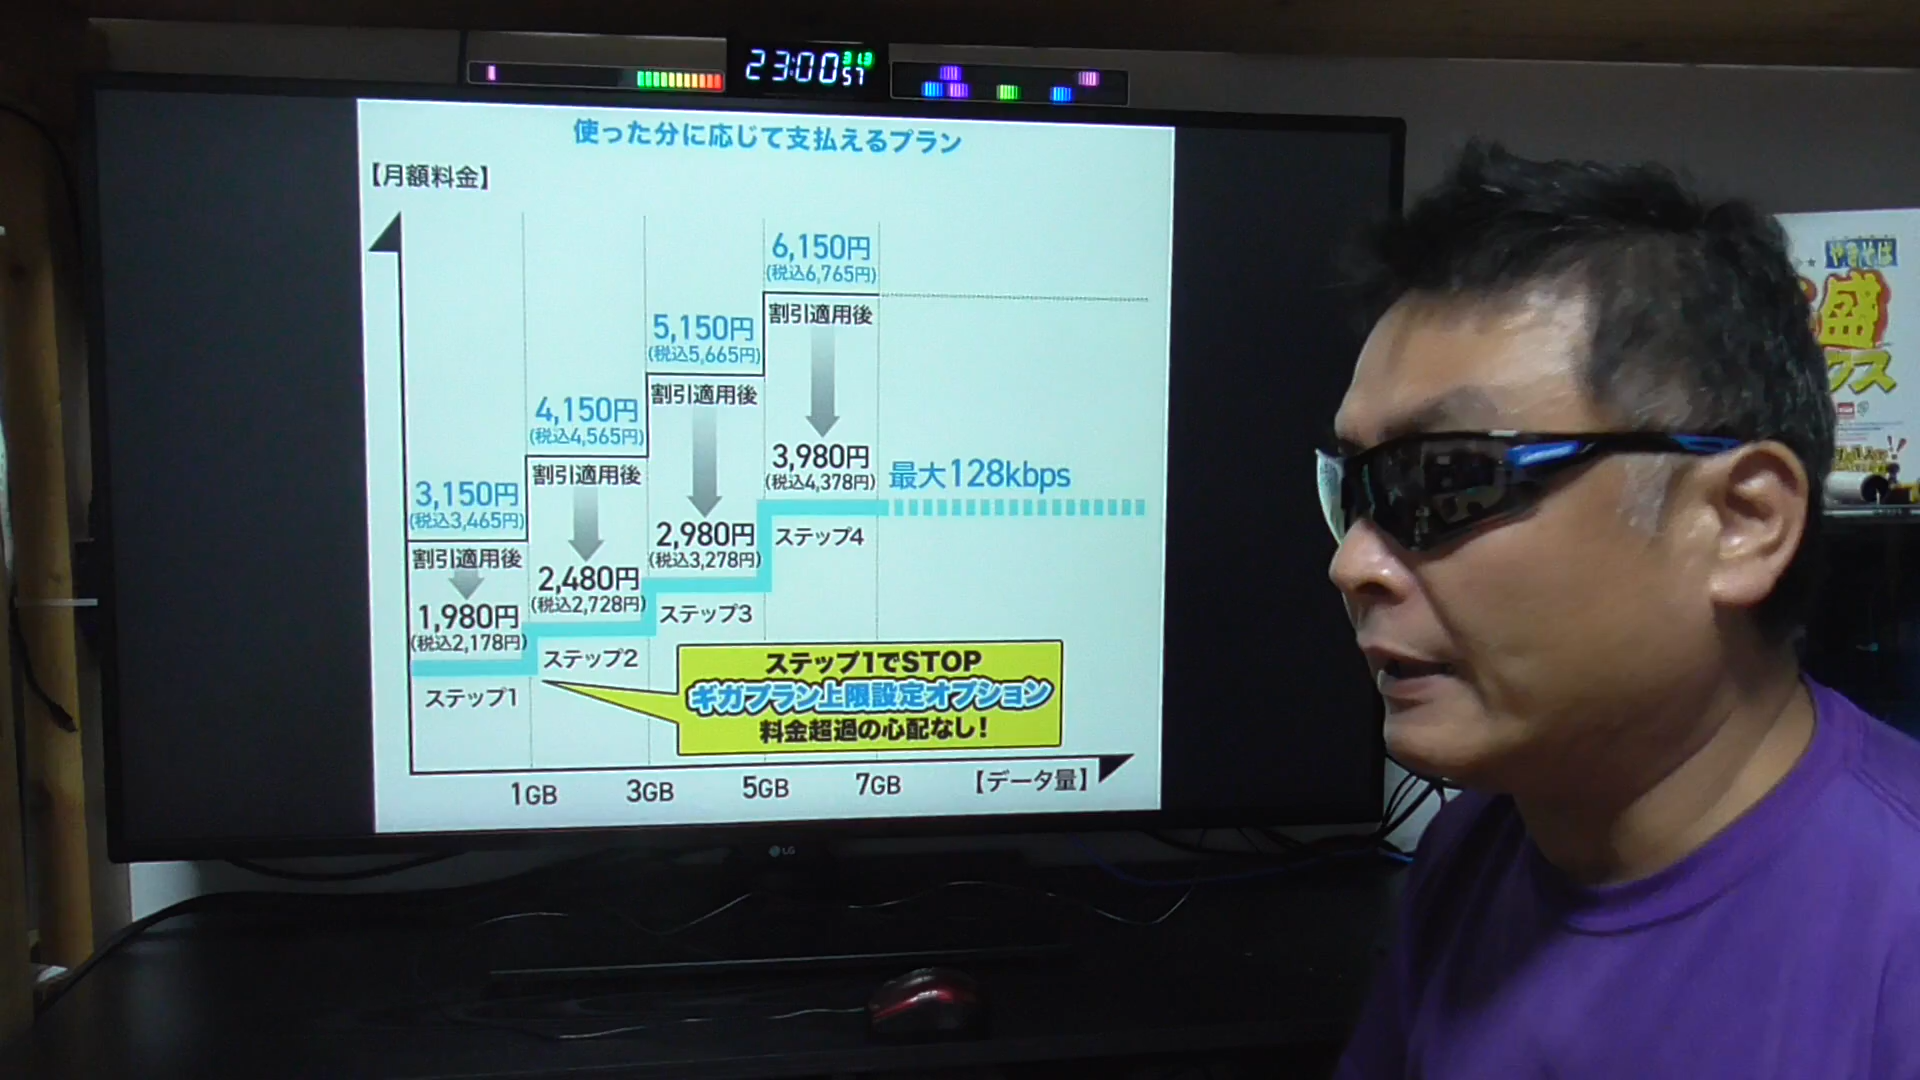 23:00 57
31.3
使った分に応じて支払えるプラン
【月額料金】
6,150円
(税込6,765円)
割引適用後
5,150円
(税込5,665円)
割引適用後
4,150円
(税込4,565円)
割引適用後
3,150円
(税込3,465円)
割引適用後
3,980円
(税込4,378円)
最大128kbps
ステップ4
2,980円
(税込3,278円)
ステップ3
2,480円
(税込2,728円)
ステップ2
1,980円
(税込2,178円)
ステップ1
ステップ1でSTOP
ギガプラン上限設定オプション
料金超過の心配なし!
1GB 3GB 5GB 7GB 【データ量】
LG
やきそば
盛
クス